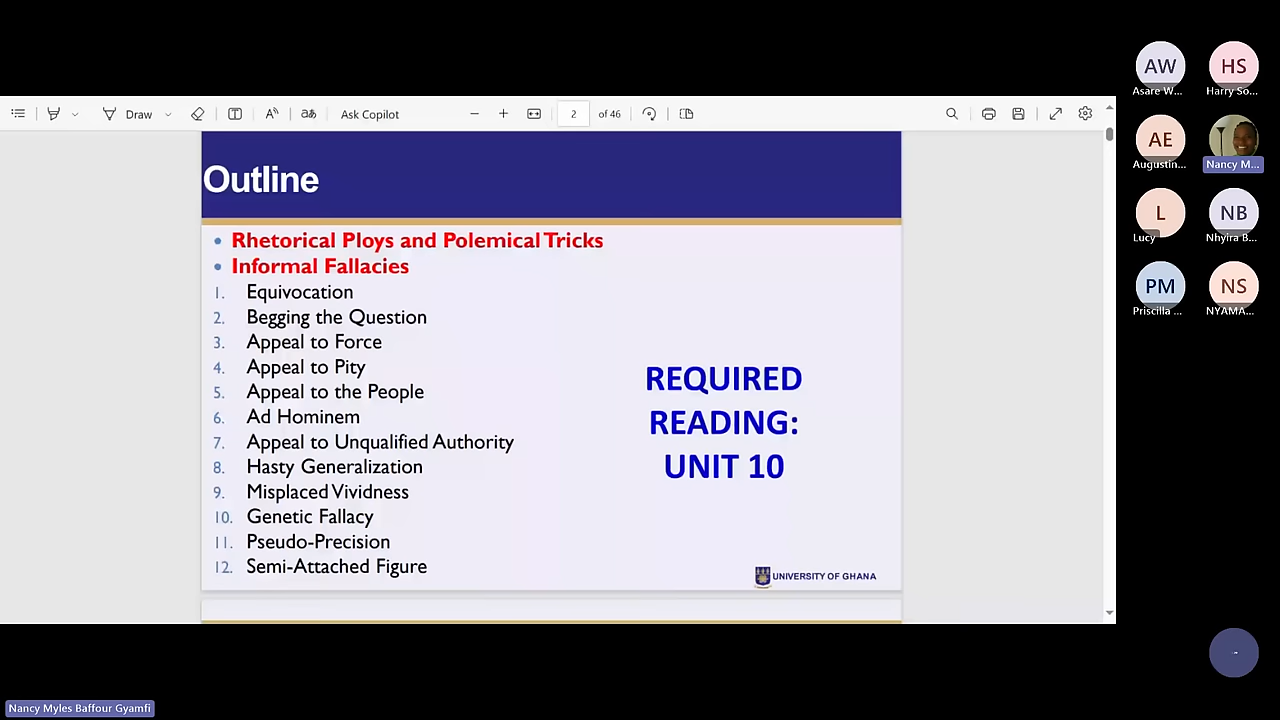 Draw
Ask Copilot
2 of 46
Outline
• Rhetorical Ploys and Polemical Tricks
• Informal Fallacies
1. Equivocation
2. Begging the Question
3. Appeal to Force
4. Appeal to Pity
5. Appeal to the People
6. Ad Hominem
7. Appeal to Unqualified Authority
8. Hasty Generalization
9. Misplaced Vividness
10. Genetic Fallacy
11. Pseudo-Precision
12. Semi-Attached Figure
REQUIRED
READING:
UNIT 10
UNIVERSITY OF GHANA
AW
Asare W...
HS
Harry So...
AE
Augustin...
Nancy M...
L
Lucy
NB
Nhyira B...
PM
Priscilla ...
NS
NYAMA...
Nancy Myles Baffour Gyamfi